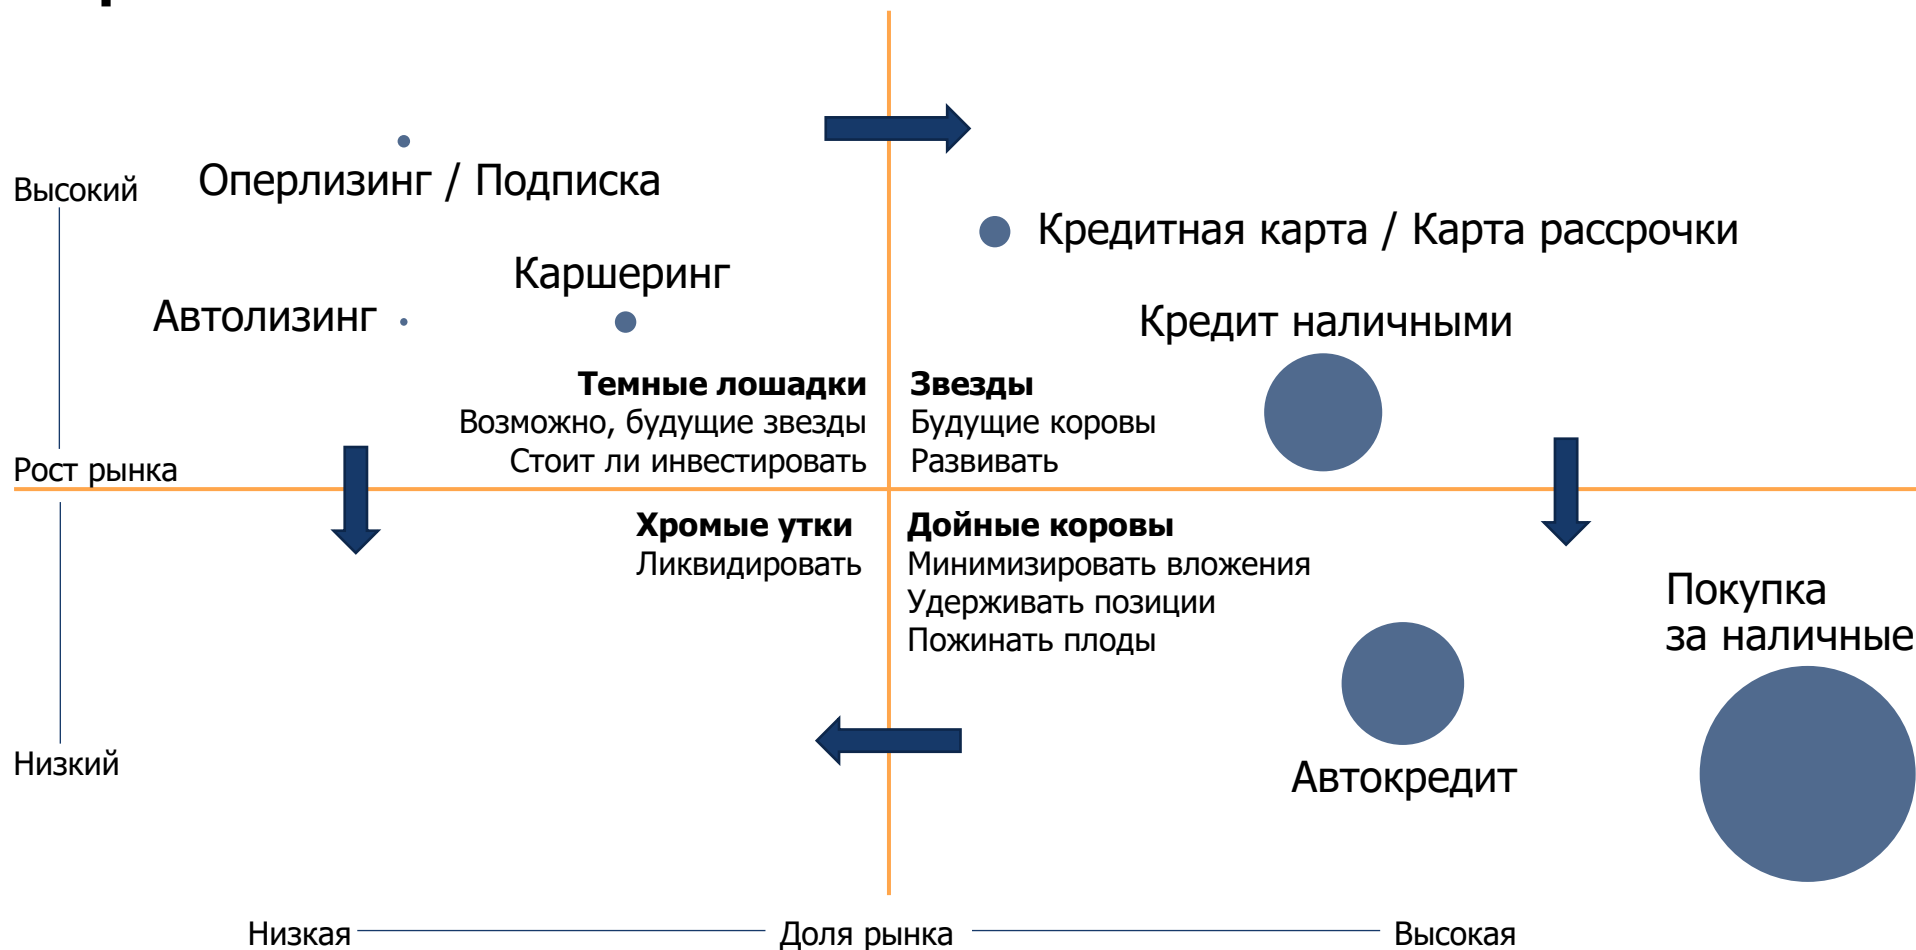 Высокий
Оперлизинг / Подписка
Кредитная карта / Карта рассрочки
Каршеринг
Автолизинг
Кредит наличными
Темные лошадки
Возможно, будущие звезды
Стоит ли инвестировать
Звезды
Будущие коровы
Развивать
Рост рынка
Хромые утки
Ликвидировать
Дойные коровы
Минимизировать вложения
Удерживать позиции
Пожинать плоды
Покупка
за наличные
Низкий
Автокредит
Низкая
Доля рынка
Высокая